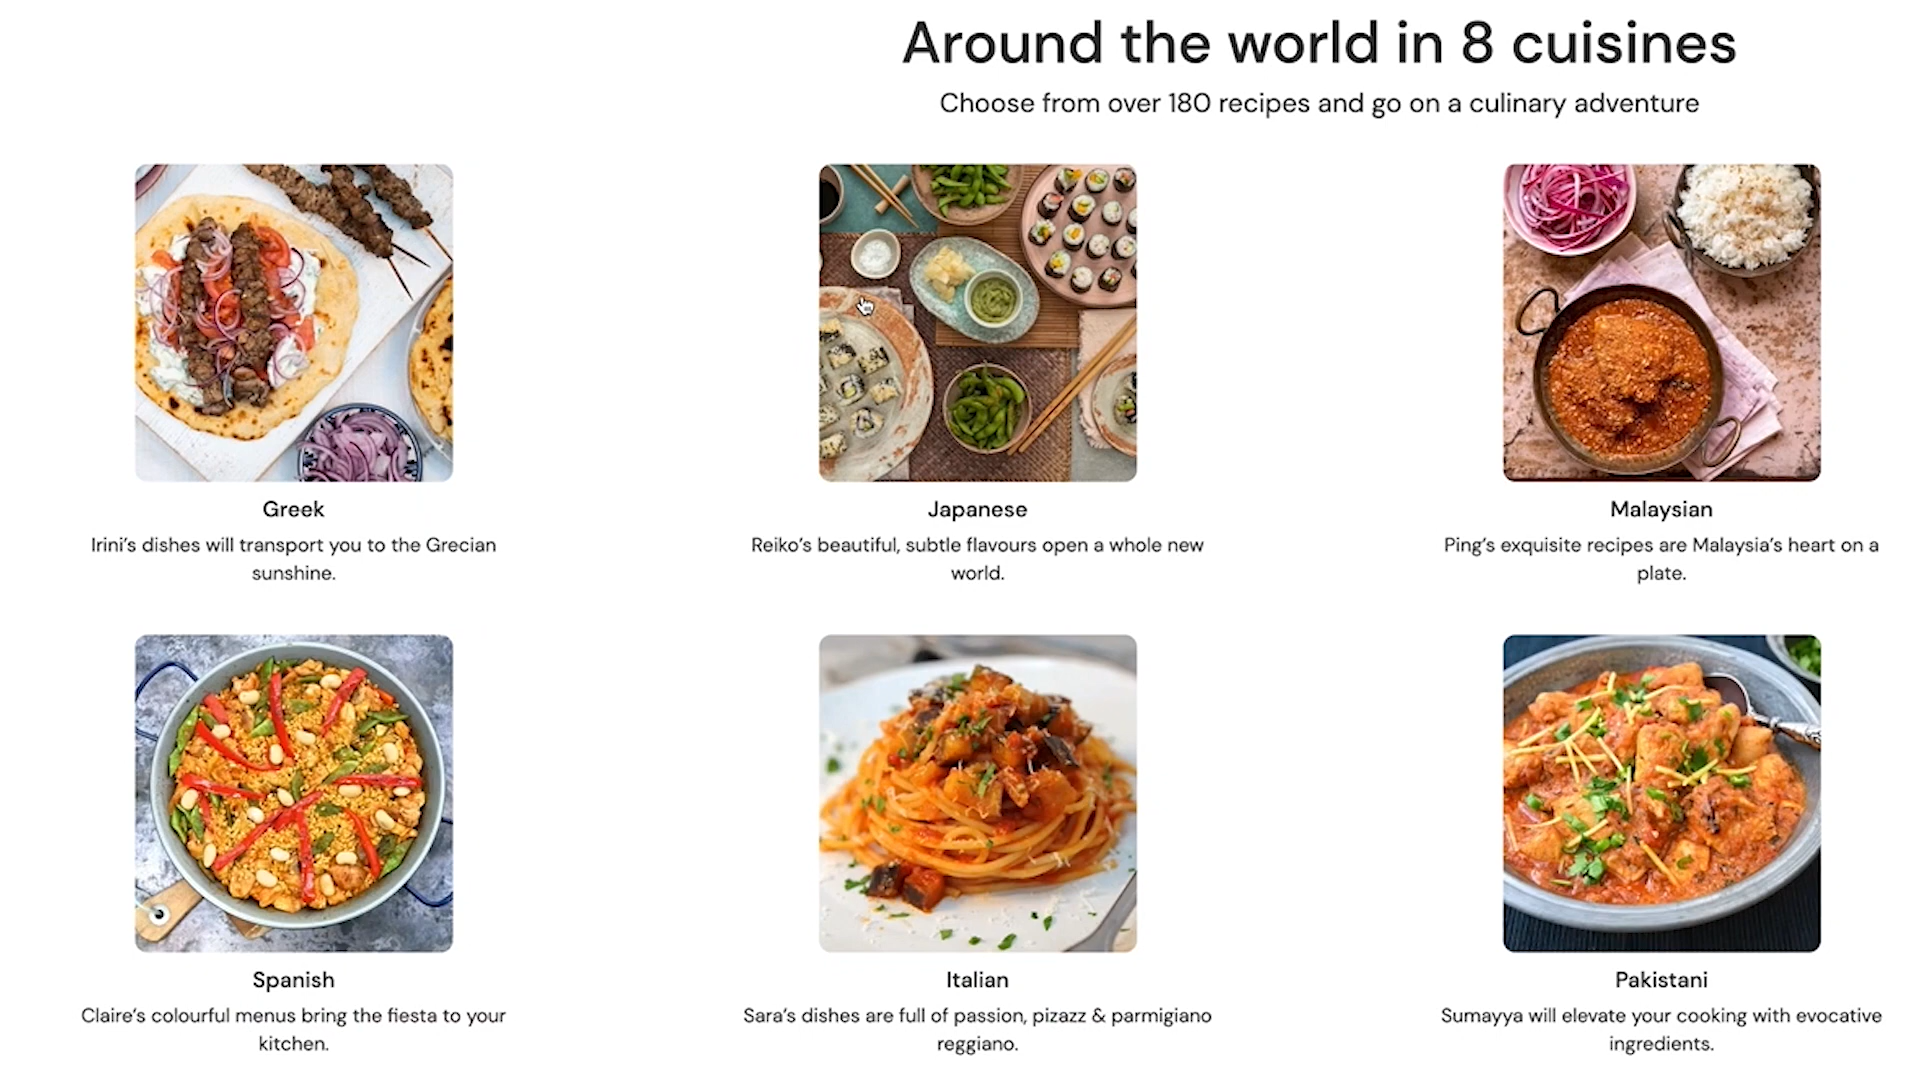 Around the world in 8 cuisines
Choose from over 180 recipes and go on a culinary adventure
Greek
Irini's dishes will transport you to the Grecian
sunshine.
Japanese
Reiko's beautiful, subtle flavours open a whole new
world.
Malaysian
Ping's exquisite recipes are Malaysia's heart on a
plate.
Spanish
Claire's colourful menus bring the fiesta to your
kitchen.
Italian
Sara's dishes are full of passion, pizazz & parmigiano
reggiano.
Pakistani
Sumayya will elevate your cooking with evocative
ingredients.